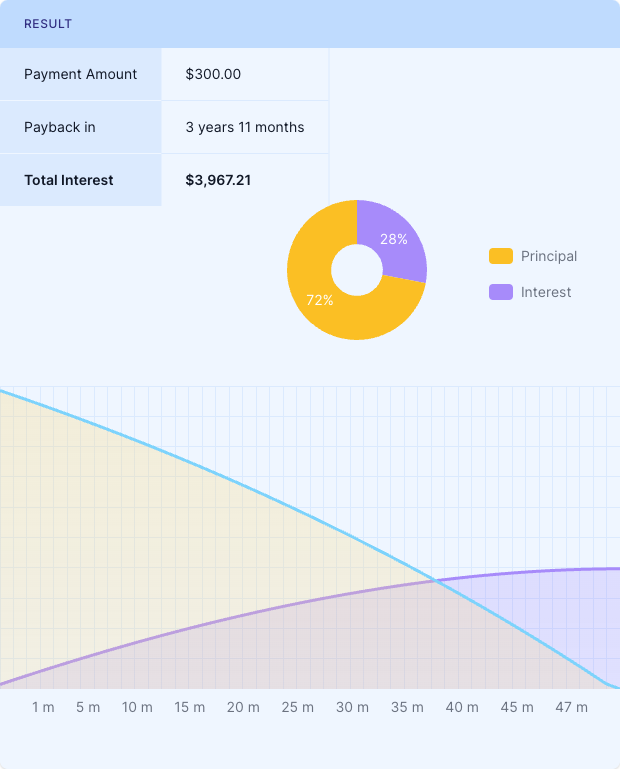 RESULT
Payment Amount $300.00
Payback in 3 years 11 months
Total Interest $3,967.21
28%
72%
Principal
Interest
1 m 5 m 10 m 15 m 20 m 25 m 30 m 35 m 40 m 45 m 47 m